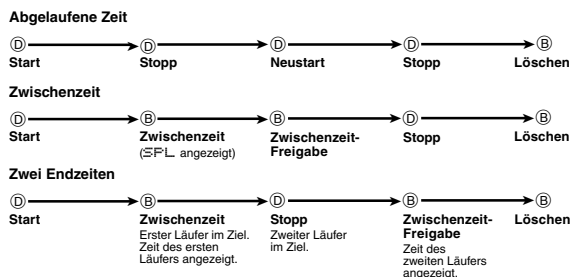 Abgelaufene Zeit
Ⓓ Ⓓ Ⓓ Ⓓ Ⓑ
Start Stopp Neustart Stopp Löschen
Zwischenzeit
Ⓓ Ⓑ Ⓑ Ⓓ Ⓑ
Start Zwischenzeit Zwischenzeit- Stopp Löschen
(SPL angezeigt) Freigabe
Zwei Endzeiten
Ⓓ Ⓑ Ⓓ Ⓑ Ⓑ
Start Zwischenzeit Stopp Zwischenzeit- Löschen
Erster Läufer im Ziel. Zweiter Läufer Freigabe
Zeit des ersten im Ziel. Zeit des
Läufers angezeigt. zweiten Läufers
angezeigt.